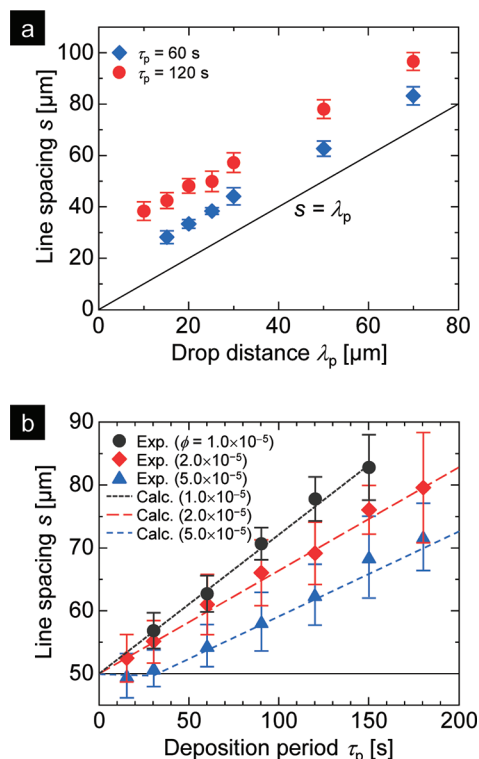 a
τp = 60 s
τp = 120 s
100
80
60
40
20
0
Line spacing s [μm]
s = λp
0
20
40
60
80
Drop distance λp [μm]
b
Exp. (ϕ = 1.0×10⁻⁵)
Exp. (2.0×10⁻⁵)
Exp. (5.0×10⁻⁵)
Calc. (1.0×10⁻⁵)
Calc. (2.0×10⁻⁵)
Calc. (5.0×10⁻⁵)
90
80
70
60
50
40
Line spacing s [μm]
0
50
100
150
200
Deposition period τp [s]